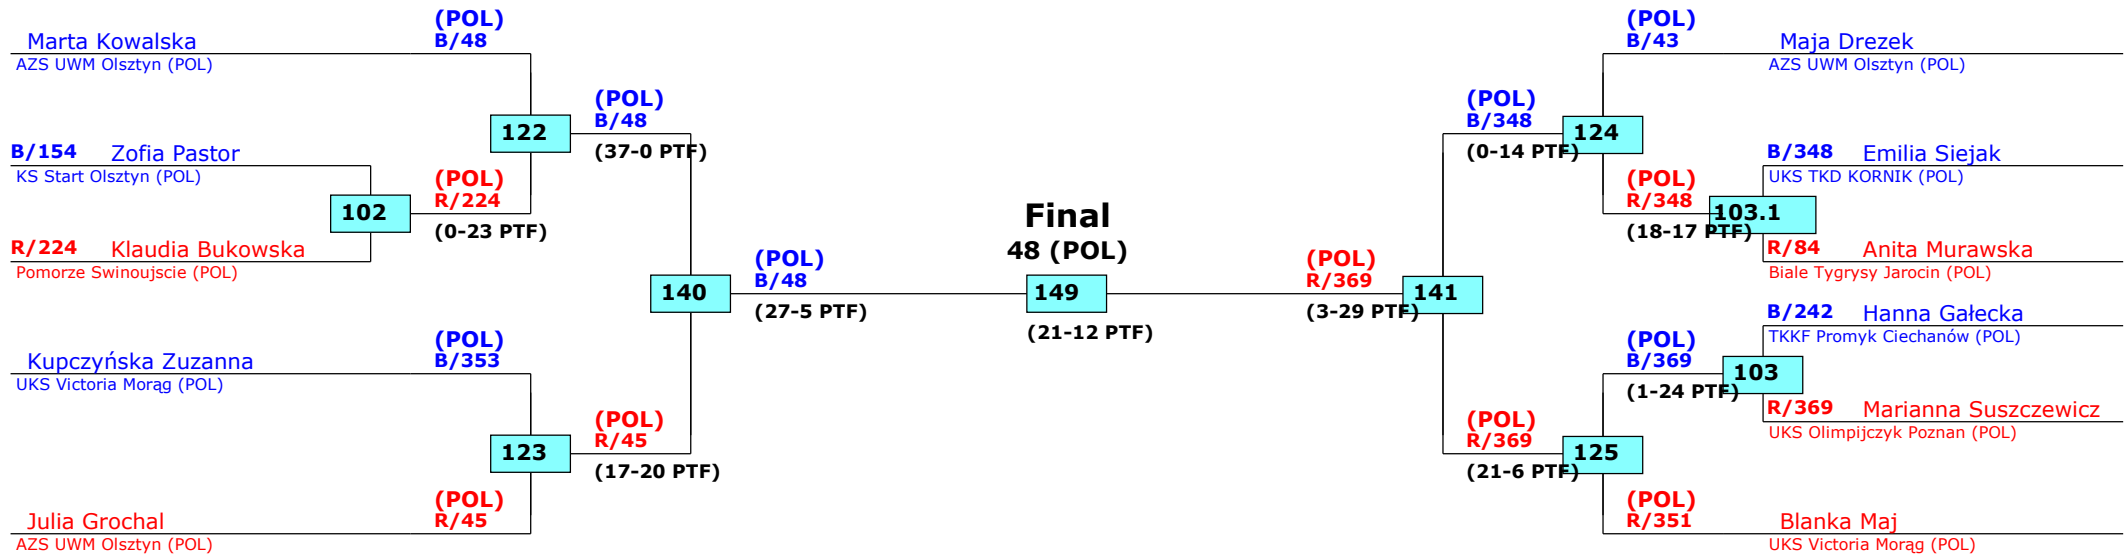 (POL)
B/48
Marta Kowalska
AZS UWM Olsztyn (POL)
122
(POL)
B/48
(37-0 PTF)
B/154 Zofia Pastor
KS Start Olsztyn (POL)
102
(POL)
R/224
(0-23 PTF)
R/224 Klaudia Bukowska
Pomorze Swinoujscie (POL)
140
(POL)
B/48
(27-5 PTF)
(POL)
B/353
Kupczyńska Zuzanna
UKS Victoria Morąg (POL)
123
(POL)
R/45
(17-20 PTF)
(POL)
R/45
Julia Grochal
AZS UWM Olsztyn (POL)
Final
48 (POL)
149
(21-12 PTF)
(POL)
R/369
(3-29 PTF)
141
(POL)
B/348
(0-14 PTF)
124
(POL)
B/43
Maja Drezek
AZS UWM Olsztyn (POL)
B/348 Emilia Siejak
UKS TKD KORNIK (POL)
(POL)
R/348
(18-17 PTF)
103.1
R/84 Anita Murawska
Biale Tygrysy Jarocin (POL)
B/242 Hanna Gałecka
TKKF Promyk Ciechanów (POL)
(POL)
B/369
(1-24 PTF)
103
R/369 Marianna Suszczewicz
UKS Olimpijczyk Poznan (POL)
(POL)
R/369
(21-6 PTF)
125
(POL)
R/351
Blanka Maj
UKS Victoria Morąg (POL)